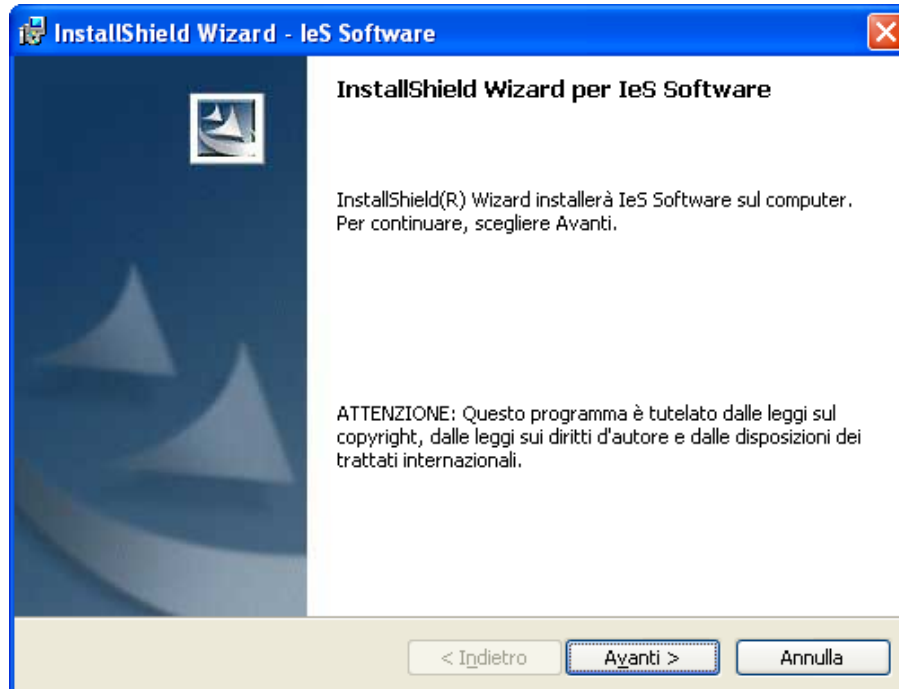 InstallShield Wizard - IeS Software
InstallShield Wizard per IeS Software
InstallShield(R) Wizard installerà IeS Software sul computer.
Per continuare, scegliere Avanti.
ATTENZIONE: Questo programma è tutelato dalle leggi sul
copyright, dalle leggi sui diritti d'autore e dalle disposizioni dei
trattati internazionali.
< Indietro
Avanti >
Annulla